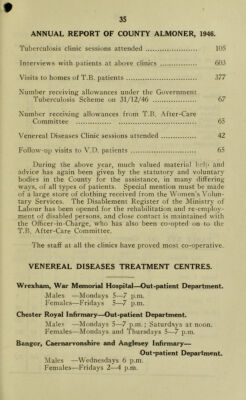 35
ANNUAL REPORT OF COUNTY ALMONER, 1946.
Tuberculosis clinic sessions attended ..................... 105
Interviews with patients at above clinics ............... 603
Visits to homes of T.B. patients ............................ 377
Number receiving allowances under the Government
Tuberculosis Scheme on 31/12/46 .................. 67
Number receiving allowances from T.B. After-Care
Committee ............................................ 65
Venereal Diseases Clinic sessions attended .............. 42
Follow-up visits to V.D. patients ........................... 65
During the above year, much valued material help and
advice has again been given by the statutory and voluntary
bodies in the County for the assistance, in many differing
ways, of all types of patients. Special mention must be made
of a large store of clothing received from the Women's Volun-
tary Services. The Disablement Register of the Ministry of
Labour has been opened for the rehabilitation and re-employ-
ment of disabled persons, and close contact is maintained with
the Officer-in-Charge, who has also been co-opted on to the
T.B. After-Care Committee.
The staff at all the clinics have proved most co-operative.
VENEREAL DISEASES TREATMENT CENTRES.
Wrexham, War Memorial Hospital—Out-patient Department.
Males —Mondays 5—7 p.m.
Females—Fridays 5—7 p.m.
Chester Royal Infirmary—Out-patient Department.
Males —Mondays 5—7 p.m.; Saturdays at noon.
Females—Mondays and Thursdays 5—7 p.m.
Bangor, Caernarvonshire and Anglesey Infirmary—
Out-patient Department.
Males —Wednesdays 6 p.m.
Females—Fridays 2—4 p.m.